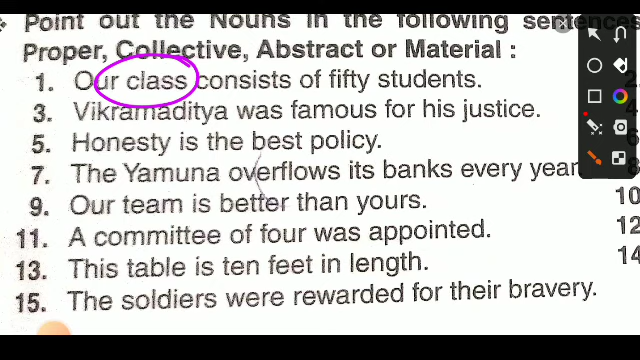 Point out the Nouns in the following sentences
Proper, Collective, Abstract or Material :
1. Our class consists of fifty students.
3. Vikramaditya was famous for his justice.
5. Honesty is the best policy.
7. The Yamuna overflows its banks every year.
9. Our team is better than yours.
10
11. A committee of four was appointed.
12
13. This table is ten feet in length.
14
15. The soldiers were rewarded for their bravery.